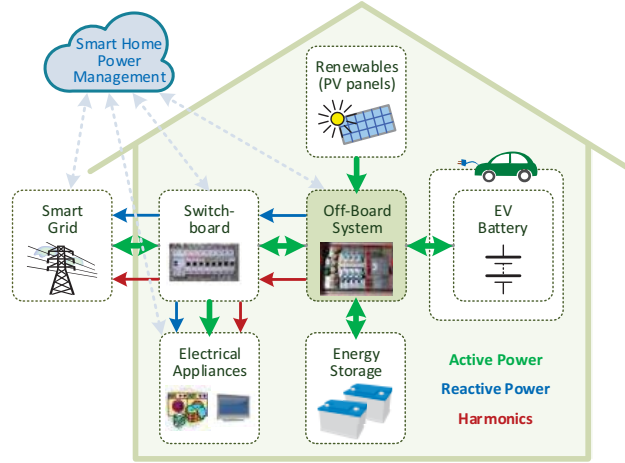 Smart Home
Power
Management
Renewables
(PV panels)
Smart
Grid
Switch-
board
Off-Board
System
EV
Battery
Electrical
Appliances
Energy
Storage
Active Power
Reactive Power
Harmonics